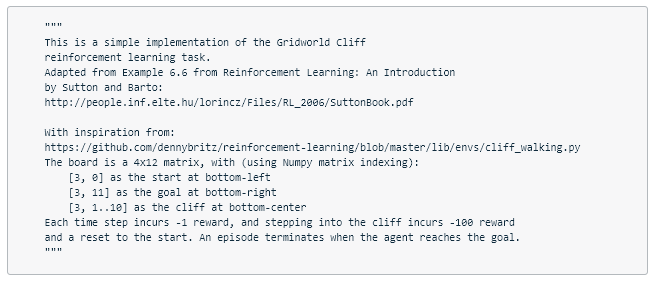 """
This is a simple implementation of the Gridworld Cliff
reinforcement learning task.
Adapted from Example 6.6 from Reinforcement Learning: An Introduction
by Sutton and Barto:
http://people.inf.elte.hu/lorincz/Files/RL_2006/SuttonBook.pdf
With inspiration from:
https://github.com/dennybritz/reinforcement-learning/blob/master/lib/envs/cliff_walking.py
The board is a 4x12 matrix, with (using Numpy matrix indexing):
[3, 0] as the start at bottom-left
[3, 11] as the goal at bottom-right
[3, 1..10] as the cliff at bottom-center
Each time step incurs -1 reward, and stepping into the cliff incurs -100 reward
and a reset to the start. An episode terminates when the agent reaches the goal.
"""